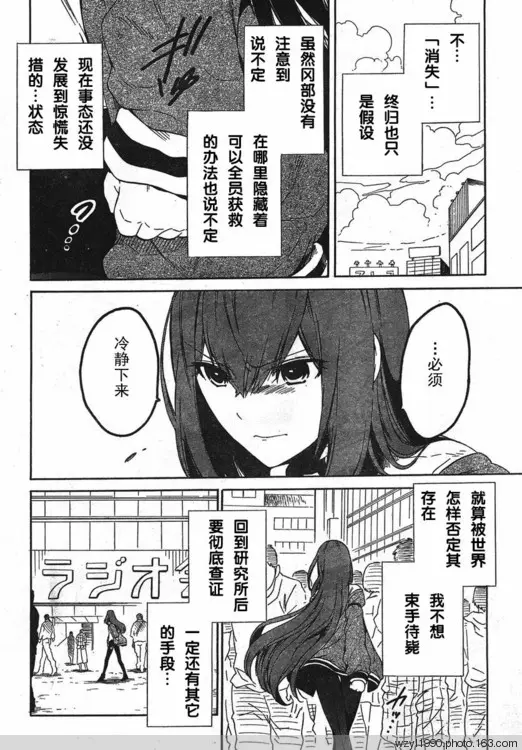 不…
「消失」…
终归也只
是假设
虽然冈部没有
注意到
说不定
在哪里隐藏着
可以全员获救
的办法也说不定
现在事态还没
发展到惊慌失
措的…状态
…必须
冷静下来
就算被世界
怎样否定其
存在
我不想
束手待毙
回到研究所后
要彻底查证
一定还有其它
的手段…
ラジオ
www.wzyl1990.photo.163.com